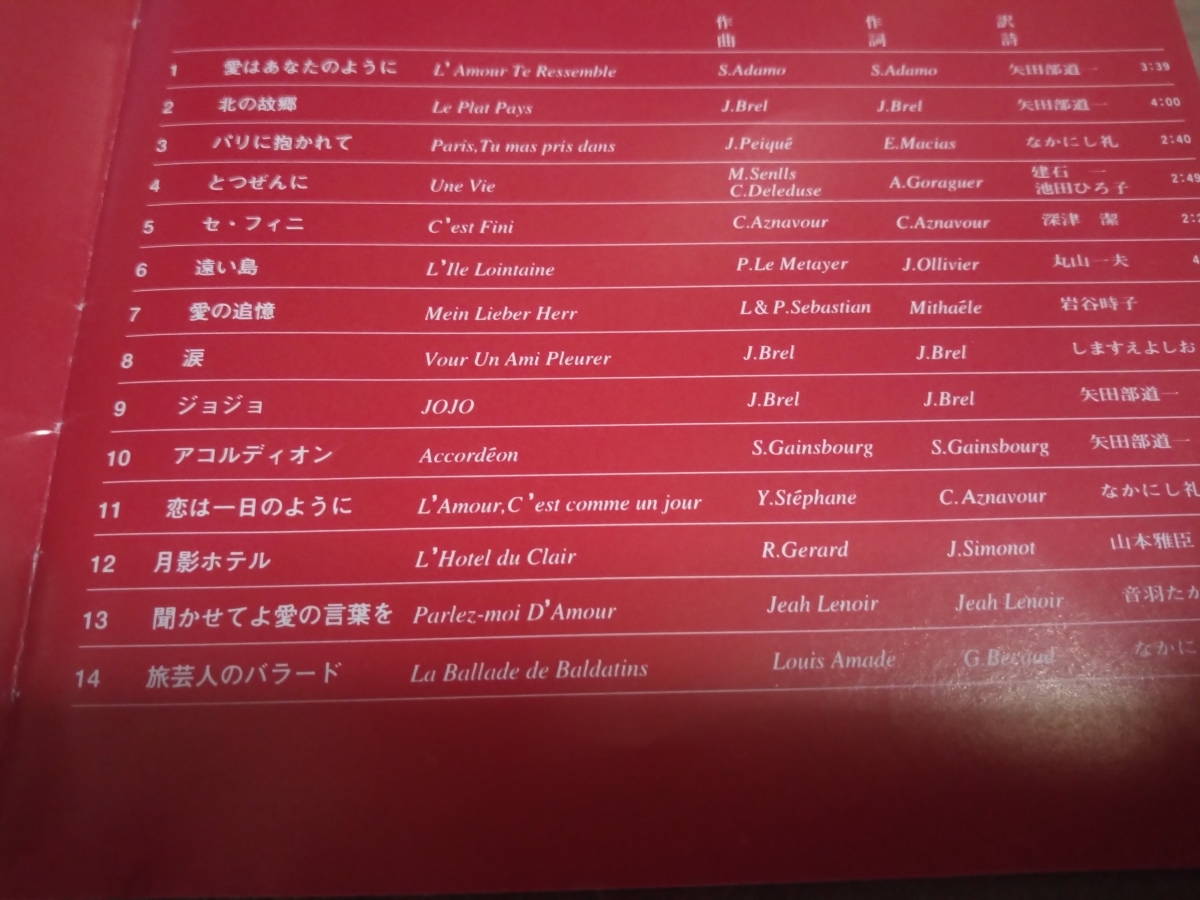 作曲 作詞 訳詩
1 愛はあなたのように L'Amour Te Ressemble S.Adamo S.Adamo 矢田部道一 3:39
2 北の故郷 Le Plat Pays J.Brel J.Brel 矢田部道一 4:00
3 パリに抱かれて Paris,Tu mas pris dans J.Peiquê E.Macias なかにし礼 2:40
4 とつぜんに Une Vie M.Senlls C.Deleduse A.Goraguer 建石 一 池田ひろ子 2:49
5 セ・フィニ C'est Fini C.Aznavour C.Aznavour 深津 潔
6 遠い島 L'Ile Lointaine P.Le Metayer J.Ollivier 丸山一夫
7 愛の追憶 Mein Lieber Herr L&P.Sebastian Mithaéle 岩谷時子
8 涙 Vour Un Ami Pleurer J.Brel J.Brel しますえよしお
9 ジョジョ JOJO J.Brel J.Brel 矢田部道一
10 アコルディオン Accordéon S.Gainsbourg S.Gainsbourg 矢田部道一
11 恋は一日のように L'Amour,C'est comme un jour Y.Stéphane C.Aznavour なかにし礼
12 月影ホテル L'Hotel du Clair R.Gerard J.Simonot 山本雅臣
13 聞かせてよ愛の言葉を Parlez-moi D'Amour Jeah Lenoir Jeah Lenoir 音羽たか
14 旅芸人のバラード La Ballade de Baldatins Louis Amade G.Becaud なかに